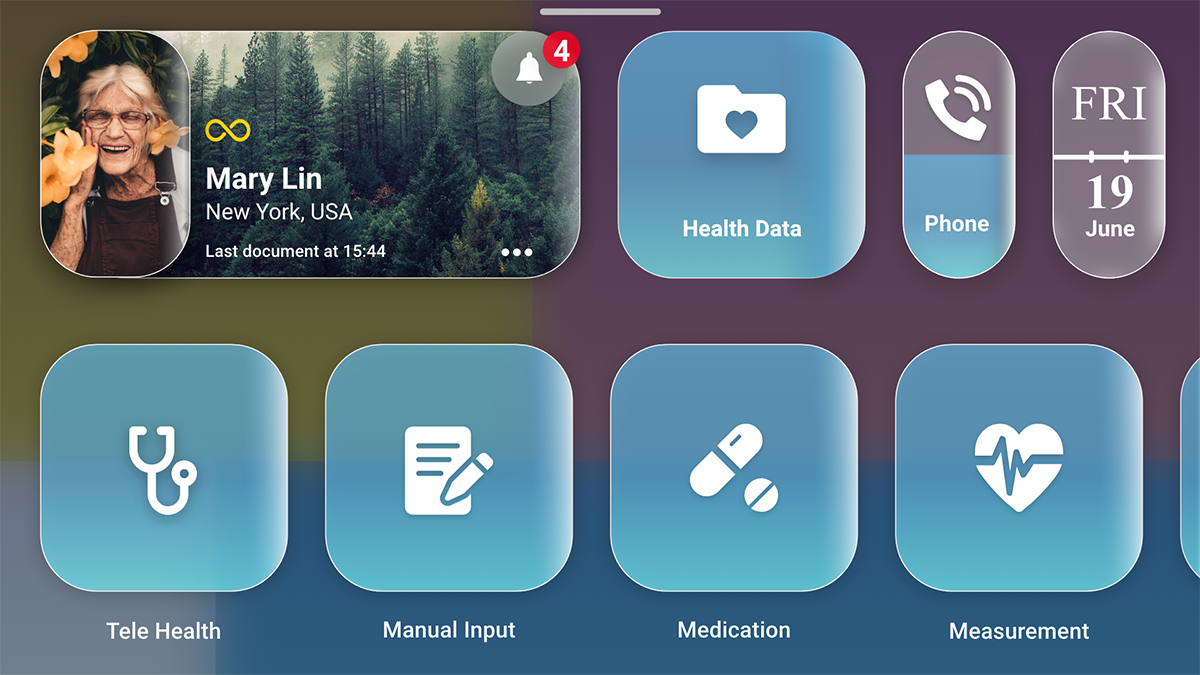 4
Mary Lin
New York, USA
Last document at 15:44
Health Data
Phone
FRI
19
June
Tele Health
Manual Input
Medication
Measurement